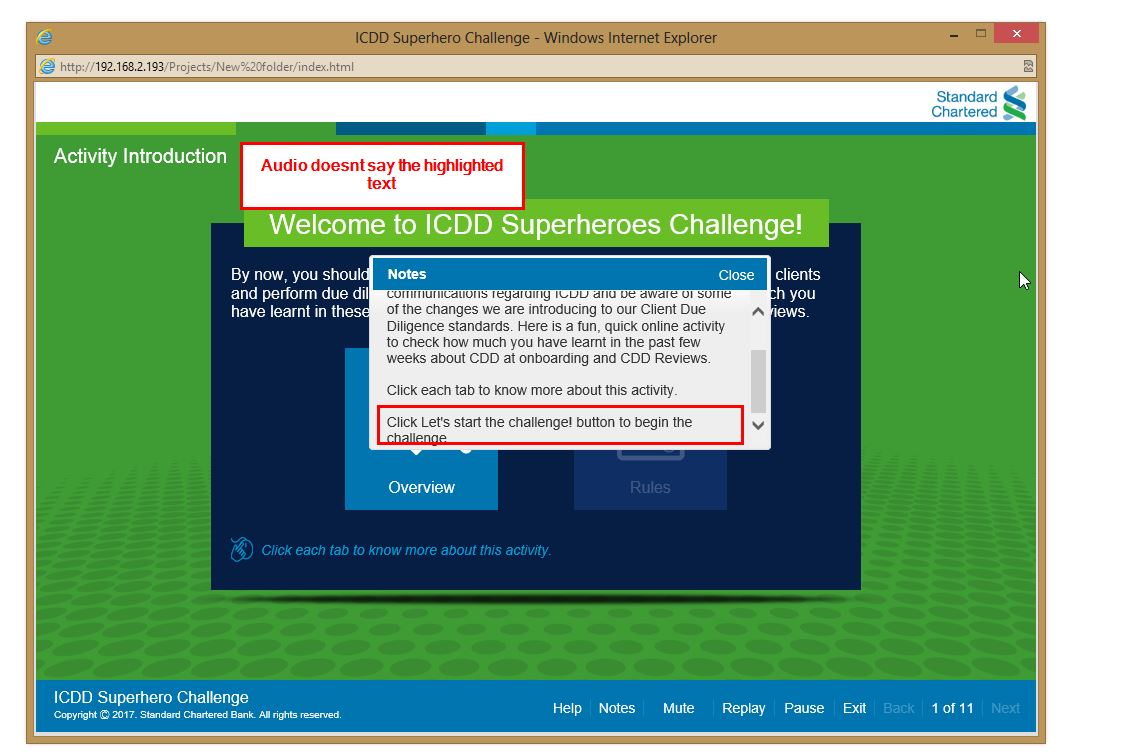 ICDD Superhero Challenge - Windows Internet Explorer
http://192.168.2.193/Projects/New%20folder/index.html
Standard
Chartered
Activity Introduction
Audio doesnt say the highlighted
text
Welcome to ICDD Superheroes Challenge!
By now, you should clients
and perform due dil ch you
have learnt in these iews.
Notes Close
communications regarding ICDD and be aware of some
of the changes we are introducing to our Client Due
Diligence standards. Here is a fun, quick online activity
to check how much you have learnt in the past few
weeks about CDD at onboarding and CDD Reviews.
Click each tab to know more about this activity.
Click Let's start the challenge! button to begin the
challenge
Overview Rules
Click each tab to know more about this activity.
ICDD Superhero Challenge
Copyright © 2017. Standard Chartered Bank. All rights reserved.
Help Notes Mute Replay Pause Exit Back 1 of 11 Next